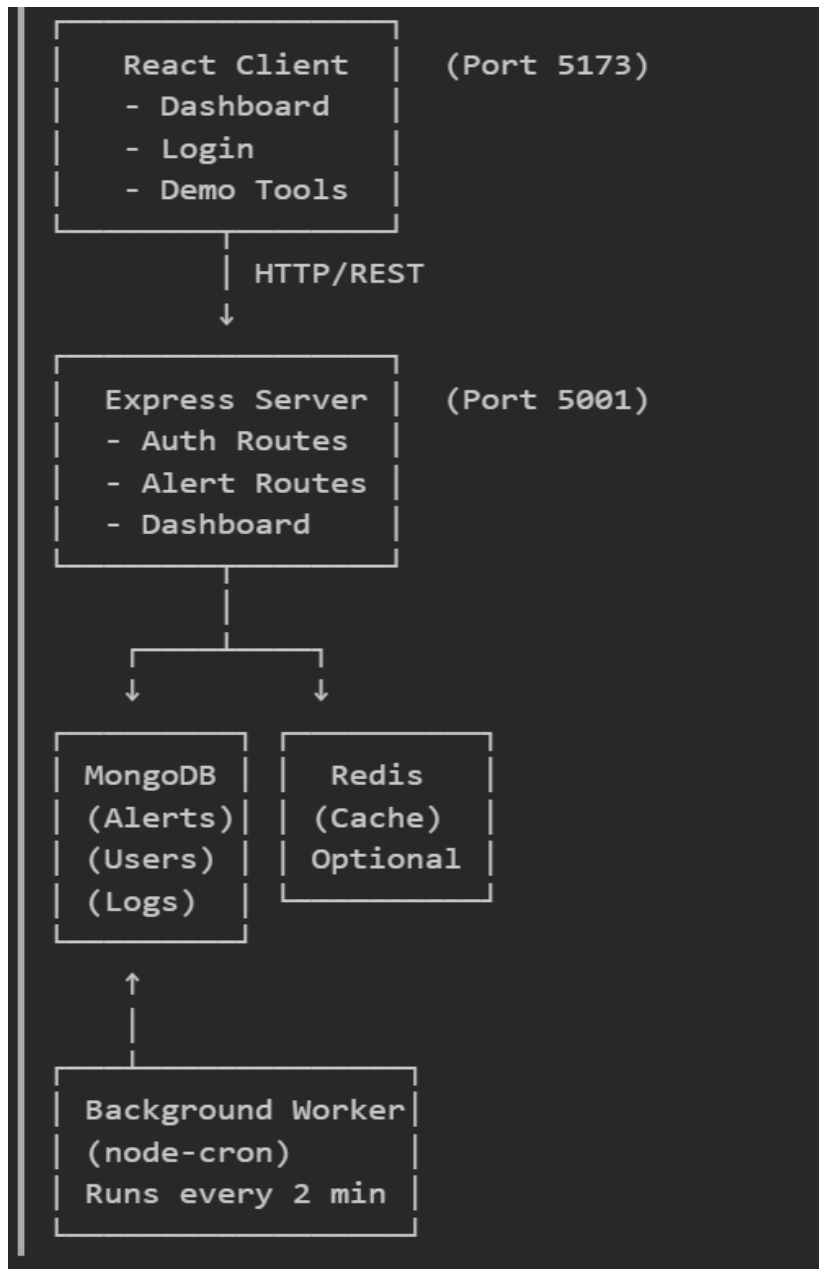 React Client (Port 5173)
- Dashboard
- Login
- Demo Tools
HTTP/REST
Express Server (Port 5001)
- Auth Routes
- Alert Routes
- Dashboard
MongoDB
(Alerts)
(Users)
(Logs)
Redis
(Cache)
Optional
Background Worker
(node-cron)
Runs every 2 min